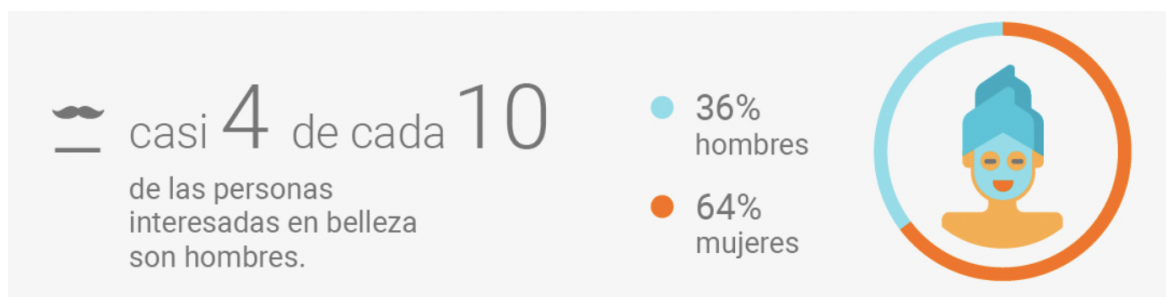 casi 4 de cada 10
de las personas
interesadas en belleza
son hombres.
36%
hombres
64%
mujeres